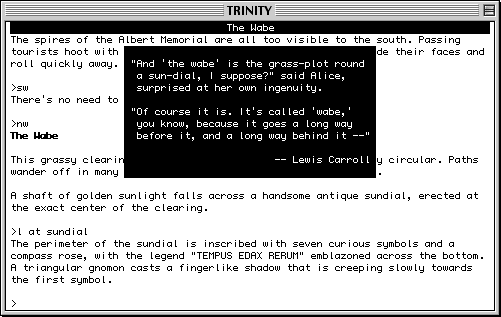 TRINITY
The Wabe
The spires of the Albert Memorial are all too visible to the south. Passing
tourists hoot with de their faces and
roll quickly away.
>sw
There's no need to
>nw
The Wabe
This grassy clearin y circular. Paths
wander off in many .
"And 'the wabe' is the grass-plot round
a sun-dial, I suppose?" said Alice,
surprised at her own ingenuity.
"Of course it is. It's called 'wabe,'
you know, because it goes a long way
before it, and a long way behind it --"
-- Lewis Carroll
A shaft of golden sunlight falls across a handsome antique sundial, erected at
the exact center of the clearing.
>l at sundial
The perimeter of the sundial is inscribed with seven curious symbols and a
compass rose, with the legend "TEMPUS EDAX RERUM" emblazoned across the bottom.
A triangular gnomon casts a fingerlike shadow that is creeping slowly towards
the first symbol.
>